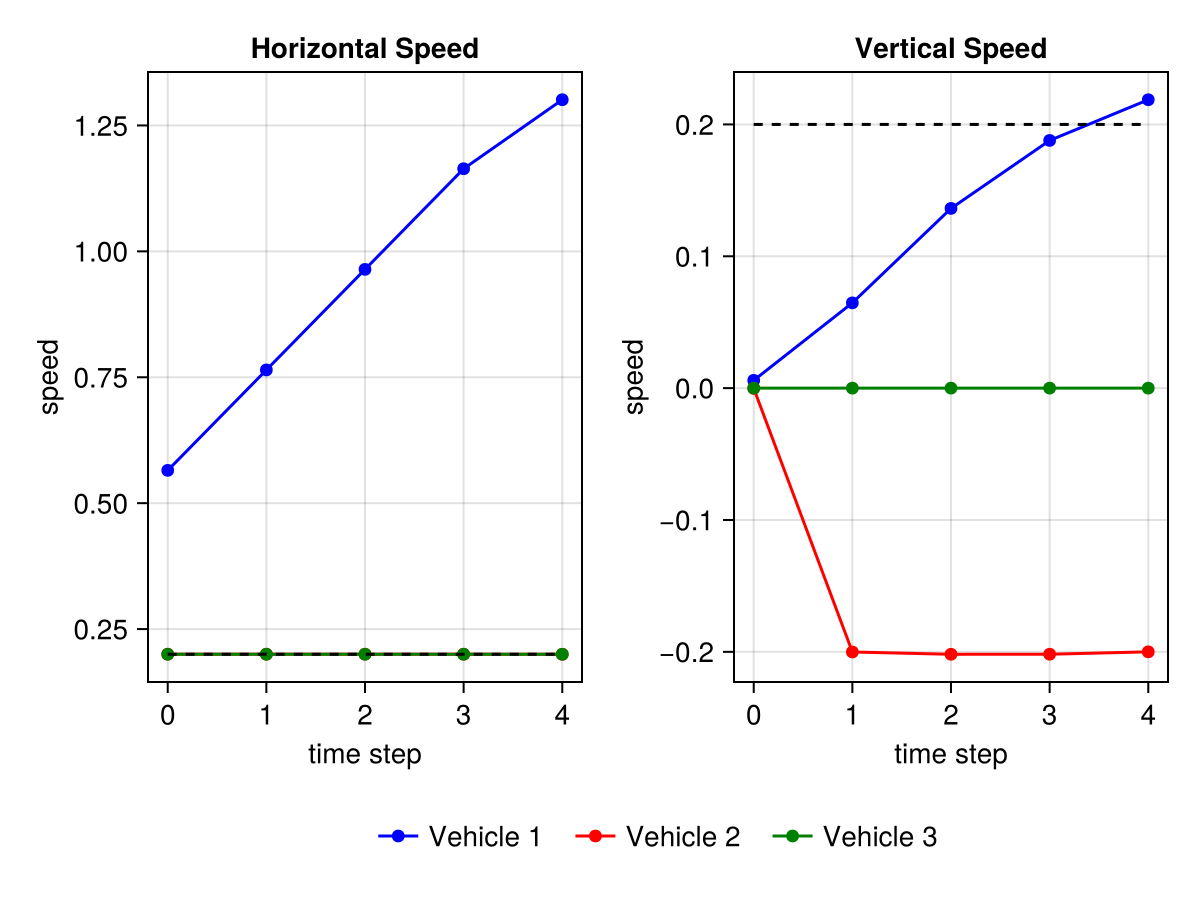 Horizontal Speed
1.25
1.00
0.75
0.50
0.25
speed
0 1 2 3 4
time step
Vertical Speed
0.2
0.1
0.0
−0.1
−0.2
speed
0 1 2 3 4
time step
Vehicle 1 Vehicle 2 Vehicle 3